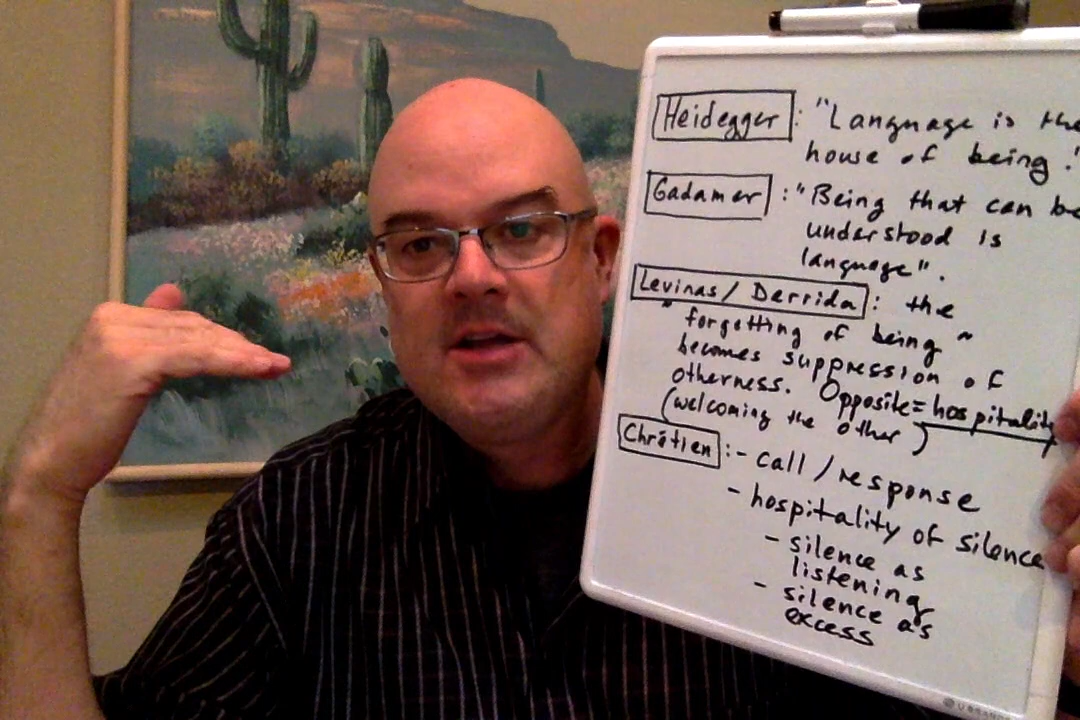 Heidegger: "Language is the
house of being."
Gadamer: "Being that can be
understood is
language".
Levinas/Derrida: the
"forgetting of being"
becomes suppression of
otherness. Opposite = hospitality
(welcoming the other)
Chrétien: - call/response
- hospitality of silence
- silence as
listening
- silence as
excess